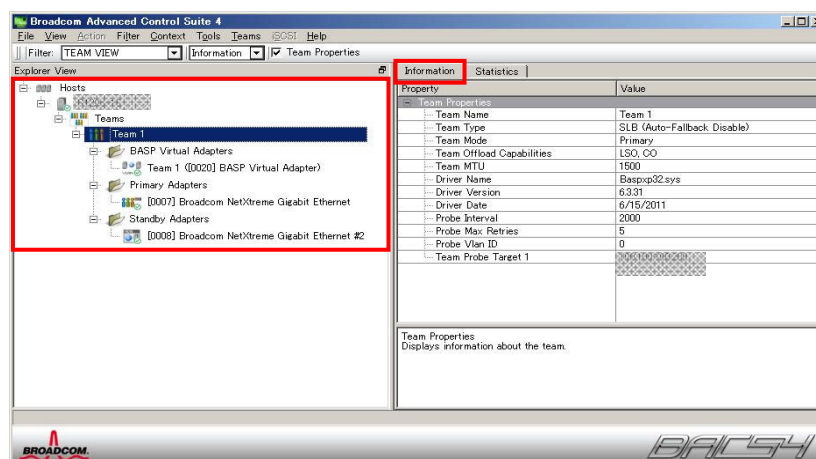 Broadcom Advanced Control Suite 4
File View Action Filter Context Tools Teams iSCSI Help
Filter: TEAM VIEW Information Team Properties
Explorer View
Hosts
Teams
Team 1
BASP Virtual Adapters
Team 1 ([0020] BASP Virtual Adapter)
Primary Adapters
[0007] Broadcom NetXtreme Gigabit Ethernet
Standby Adapters
[0008] Broadcom NetXtreme Gigabit Ethernet #2
Information Statistics
Property Value
Team Properties
Team Name Team 1
Team Type SLB (Auto-Fallback Disable)
Team Mode Primary
Team Offload Capabilities LSO, CO
Team MTU 1500
Driver Name Baspxp32.sys
Driver Version 6.3.31
Driver Date 6/15/2011
Probe Interval 2000
Probe Max Retries 5
Probe Vlan ID 0
Team Probe Target 1
Team Properties
Displays information about the team.
BROADCOM.
BACS4